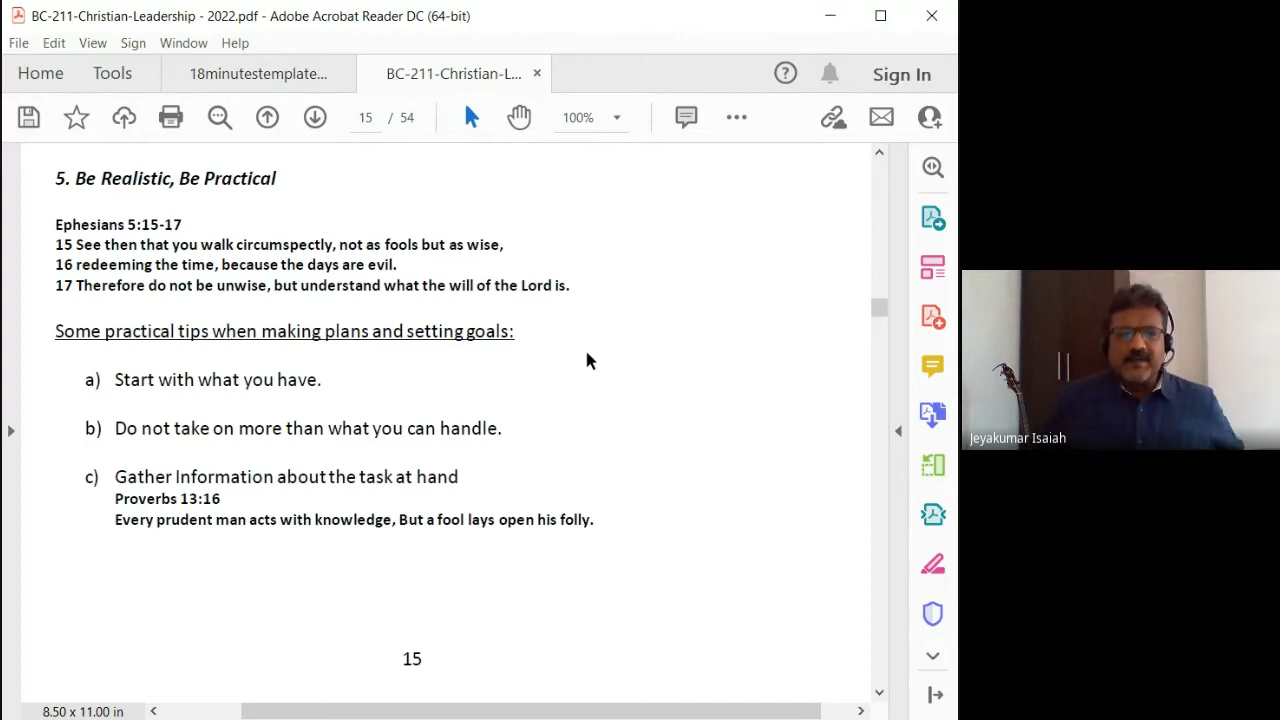 BC-211-Christian-Leadership - 2022.pdf - Adobe Acrobat Reader DC (64-bit)
File Edit View Sign Window Help
Home Tools 18minutestemplate... BC-211-Christian-L... Sign In
15 / 54 100%
5. Be Realistic, Be Practical
Ephesians 5:15-17
15 See then that you walk circumspectly, not as fools but as wise,
16 redeeming the time, because the days are evil.
17 Therefore do not be unwise, but understand what the will of the Lord is.
Some practical tips when making plans and setting goals:
a) Start with what you have.
b) Do not take on more than what you can handle.
c) Gather Information about the task at hand
Proverbs 13:16
Every prudent man acts with knowledge, But a fool lays open his folly.
15
8.50 x 11.00 in
Jeyakumar Isaiah